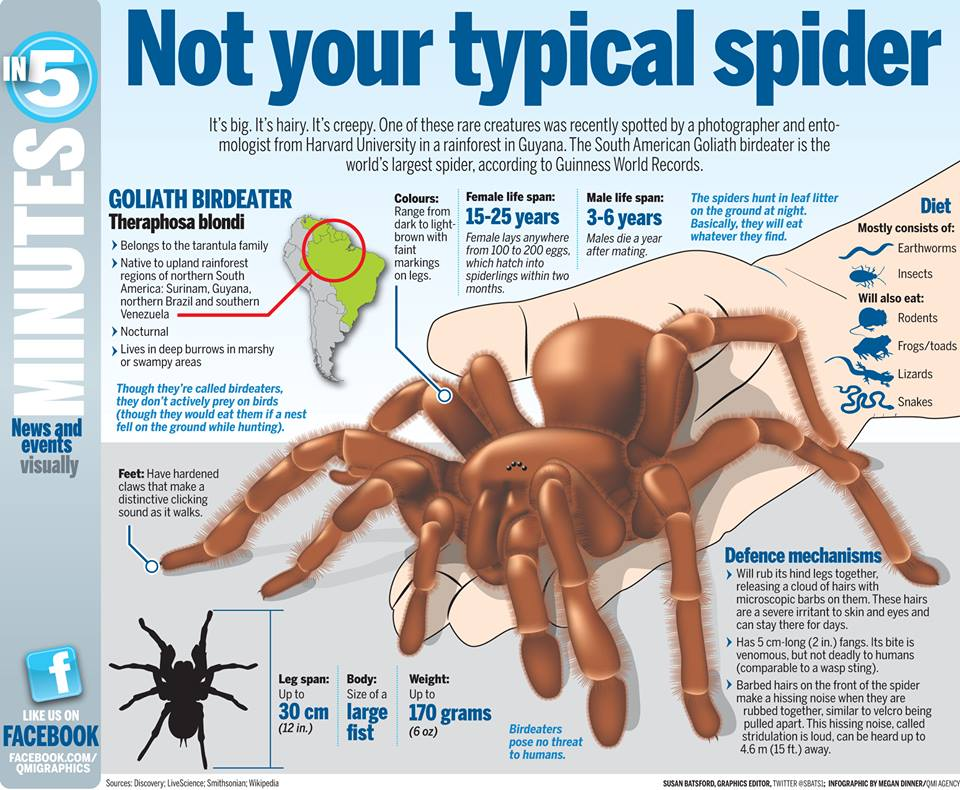 IN 5
MINUTES
News and
events
visually
LIKE US ON
FACEBOOK
FACEBOOK.COM/
QMIGRAPHICS
Not your typical spider
It's big. It's hairy. It's creepy. One of these rare creatures was recently spotted by a photographer and ento-
mologist from Harvard University in a rainforest in Guyana. The South American Goliath birdeater is the
world's largest spider, according to Guinness World Records.
GOLIATH BIRDEATER
Theraphosa blondi
Belongs to the tarantula family
Native to upland rainforest
regions of northern South
America: Surinam, Guyana,
northern Brazil and southern
Venezuela
Nocturnal
Lives in deep burrows in marshy
or swampy areas
Though they're called birdeaters,
they don't actively prey on birds
(though they would eat them if a nest
fell on the ground while hunting).
Colours:
Range from
dark to light-
brown with
faint
markings
on legs.
Female life span:
15-25 years
Female lays anywhere
from 100 to 200 eggs,
which hatch into
spiderlings within two
months.
Male life span:
3-6 years
Males die a year
after mating.
The spiders hunt in leaf litter
on the ground at night.
Basically, they will eat
whatever they find.
Diet
Mostly consists of:
Earthworms
Insects
Will also eat:
Rodents
Frogs/toads
Lizards
Snakes
Feet: Have hardened
claws that make a
distinctive clicking
sound as it walks.
Leg span:
Up to
30 cm
(12 in.)
Body:
Size of a
large
fist
Weight:
Up to
170 grams
(6 oz)
Birdeaters
pose no threat
to humans.
Defence mechanisms
Will rub its hind legs together,
releasing a cloud of hairs with
microscopic barbs on them. These hairs
are a severe irritant to skin and eyes and
can stay there for days.
Has 5 cm-long (2 in.) fangs. Its bite is
venomous, but not deadly to humans
(comparable to a wasp sting).
Barbed hairs on the front of the spider
make a hissing noise when they are
rubbed together, similar to velcro being
pulled apart. This hissing noise, called
stridulation is loud, can be heard up to
4.6 m (15 ft.) away.
Sources: Discovery; LiveScience; Smithsonian; Wikipedia
SUSAN BATSFORD, GRAPHICS EDITOR, TWITTER @SBATS1; INFOGRAPHIC BY MEGAN DINNER/QMI AGENCY